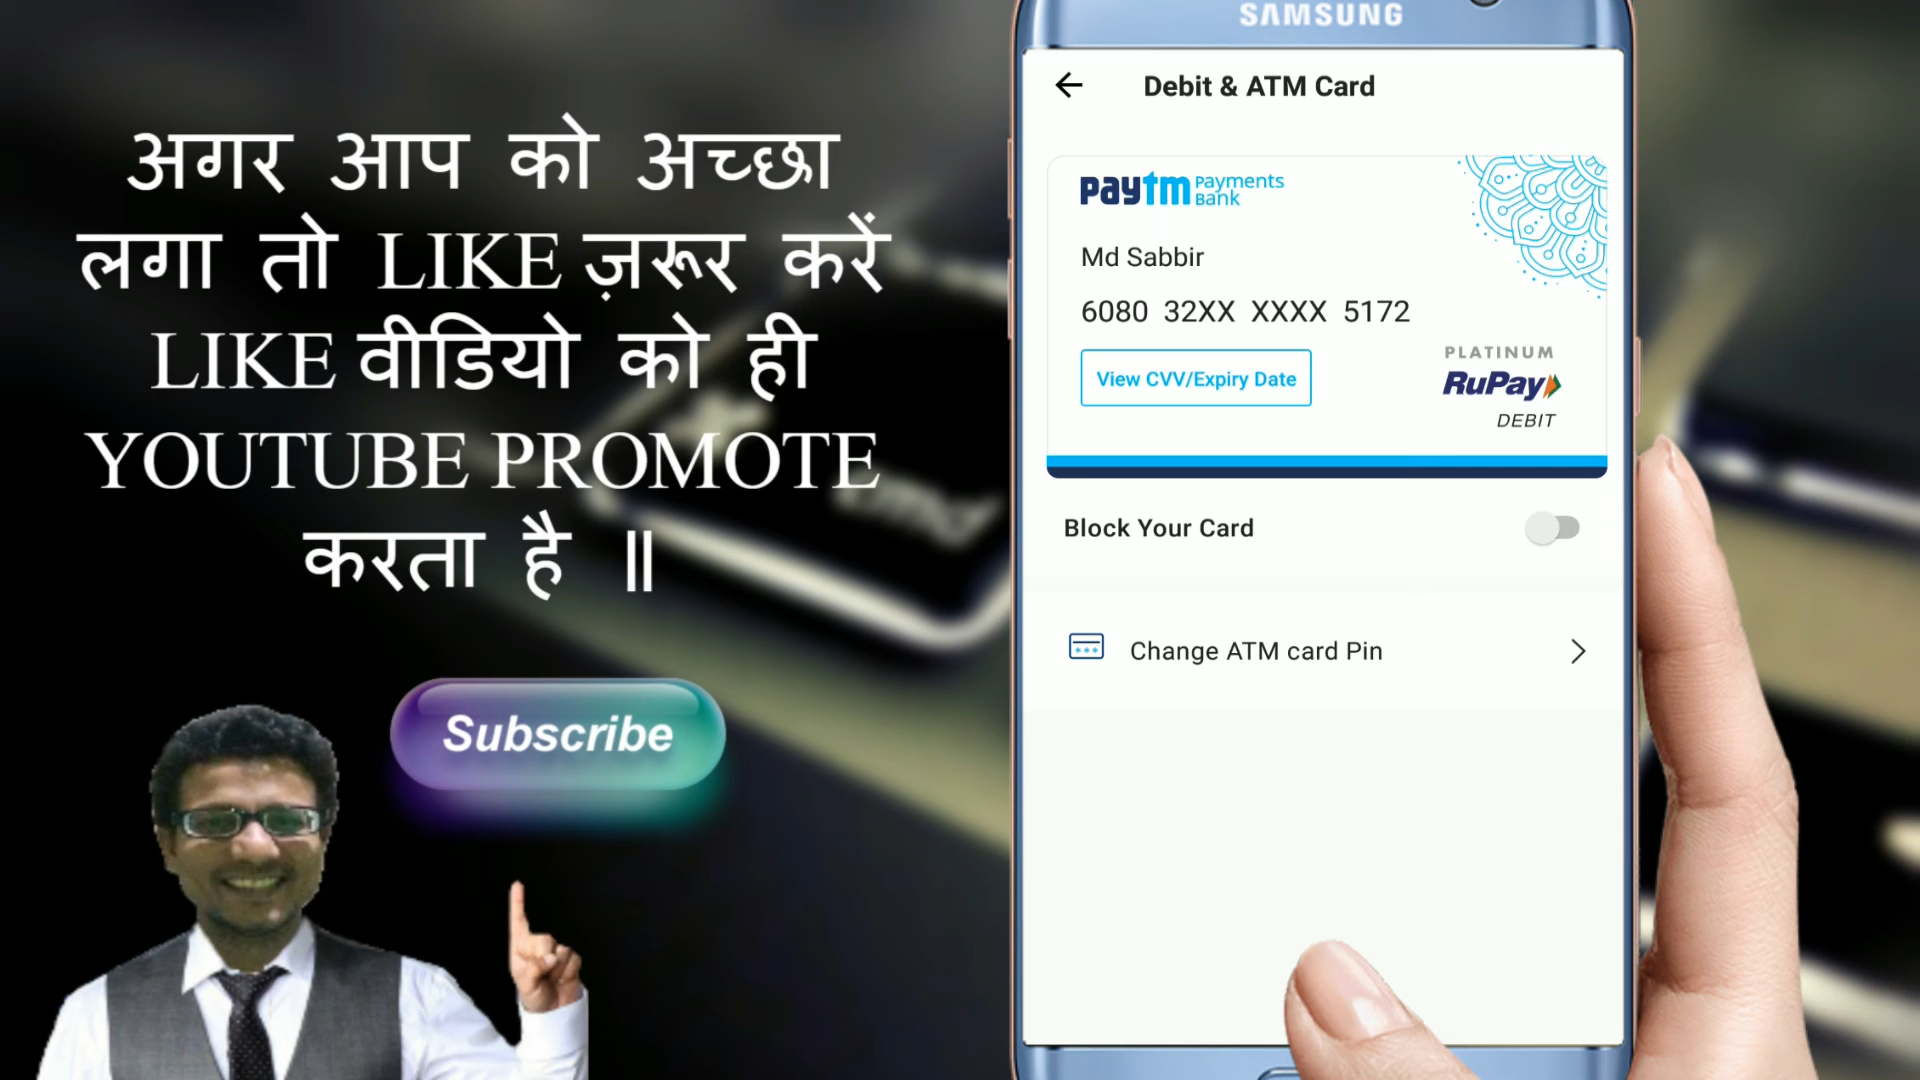 अगर आप को अच्छा
लगा तो LIKE ज़रूर करें
LIKE वीडियो को ही
YOUTUBE PROMOTE
करता है ॥
Subscribe
SAMSUNG
Debit & ATM Card
paytm Payments Bank
Md Sabbir
6080 32XX XXXX 5172
View CVV/Expiry Date
PLATINUM
RuPay
DEBIT
Block Your Card
Change ATM card Pin